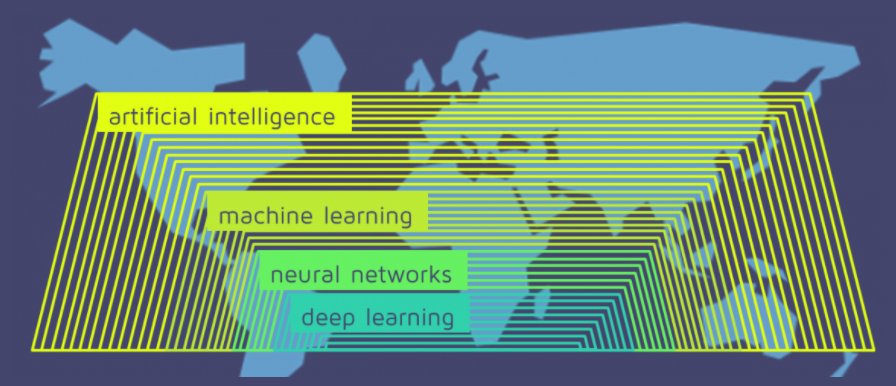 artificial intelligence
machine learning
neural networks
deep learning